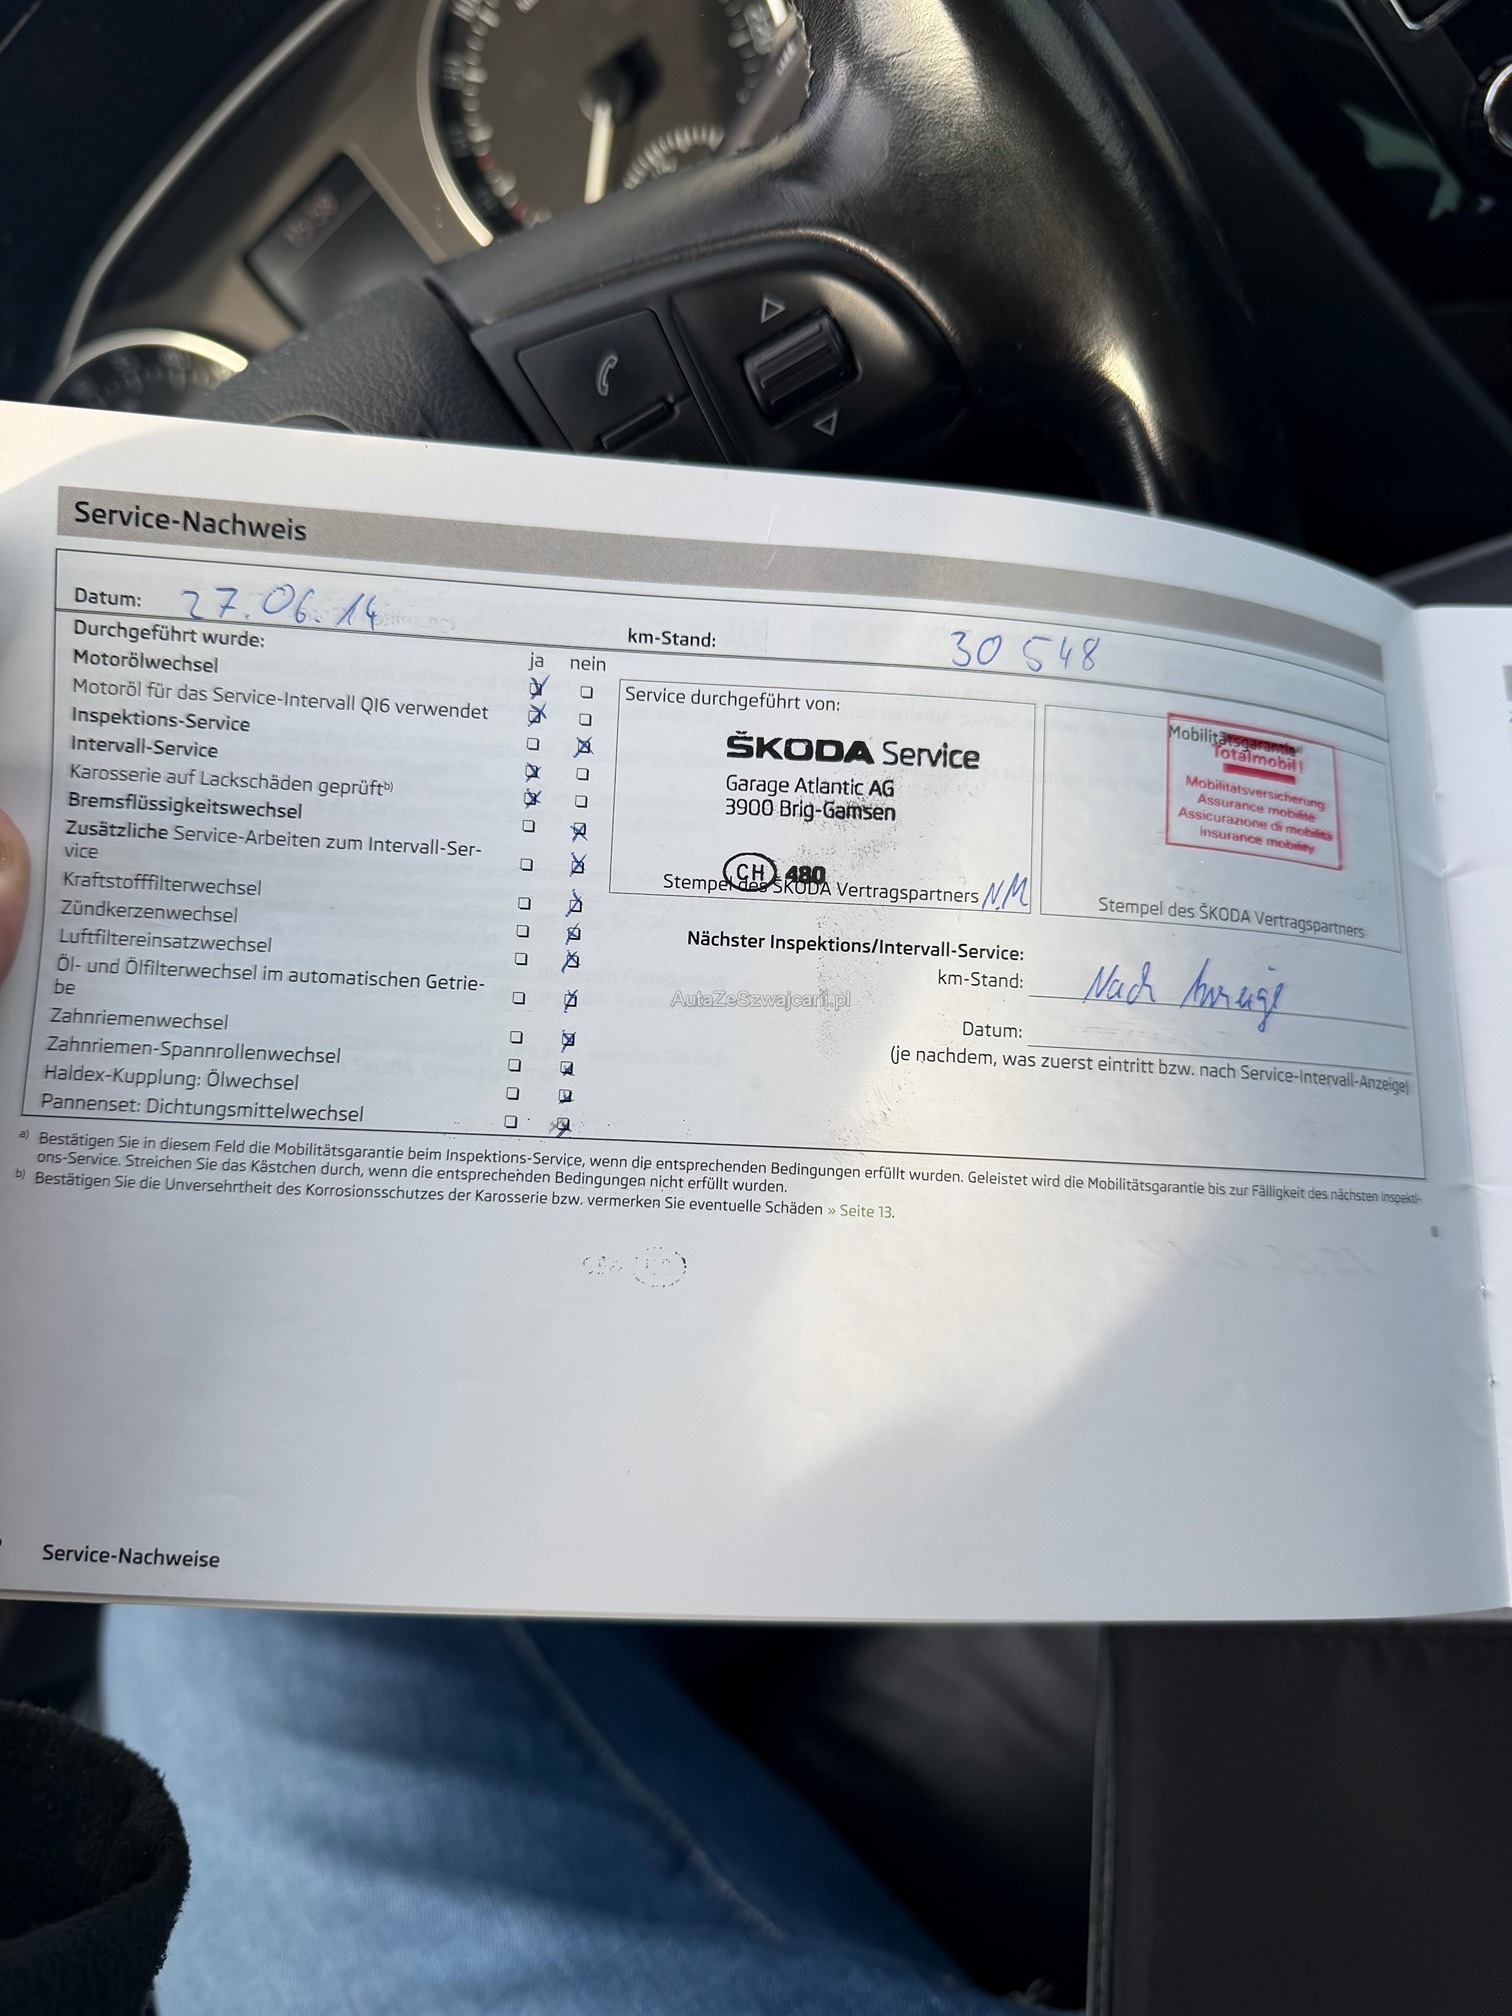 Service-Nachweis
Datum: 27.06.14
km-Stand: 30 548
Durchgeführt wurde:
ja nein
Motorölwechsel
Motoröl für das Service-Intervall QI6 verwendet
Inspektions-Service
Intervall-Service
Karosserie auf Lackschäden geprüft b)
Bremsflüssigkeitswechsel
Zusätzliche Service-Arbeiten zum Intervall-Ser-
vice
Kraftstofffilterwechsel
Zündkerzenwechsel
Luftfiltereinsatzwechsel
Öl- und Ölfilterwechsel im automatischen Getrie-
be
Zahnriemenwechsel
Zahnriemen-Spannrollenwechsel
Haldex-Kupplung: Ölwechsel
Pannenset: Dichtungsmittelwechsel
Service durchgeführt von:
ŠKODA Service
Garage Atlantic AG
3900 Brig-Gamsen
CH 480
Stempel des ŠKODA Vertragspartners N.M
Mobilitätsgarantie a)
Totalmobil!
Mobilitätsversicherung
Assurance mobilité
Assicurazione di mobilità
insurance mobility
Stempel des ŠKODA Vertragspartners
Nächster Inspektions/Intervall-Service:
km-Stand: Nach Anzeige
Datum:
(je nachdem, was zuerst eintritt bzw. nach Service-Intervall-Anzeige)
AutaZeSzwajcarii.pl
a) Bestätigen Sie in diesem Feld die Mobilitätsgarantie beim Inspektions-Service, wenn die entsprechenden Bedingungen erfüllt wurden. Geleistet wird die Mobilitätsgarantie bis zur Fälligkeit des nächsten Inspekti-
ons-Service. Streichen Sie das Kästchen durch, wenn die entsprechenden Bedingungen nicht erfüllt wurden.
b) Bestätigen Sie die Unversehrtheit des Korrosionsschutzes der Karosserie bzw. vermerken Sie eventuelle Schäden » Seite 13.
Service-Nachweise